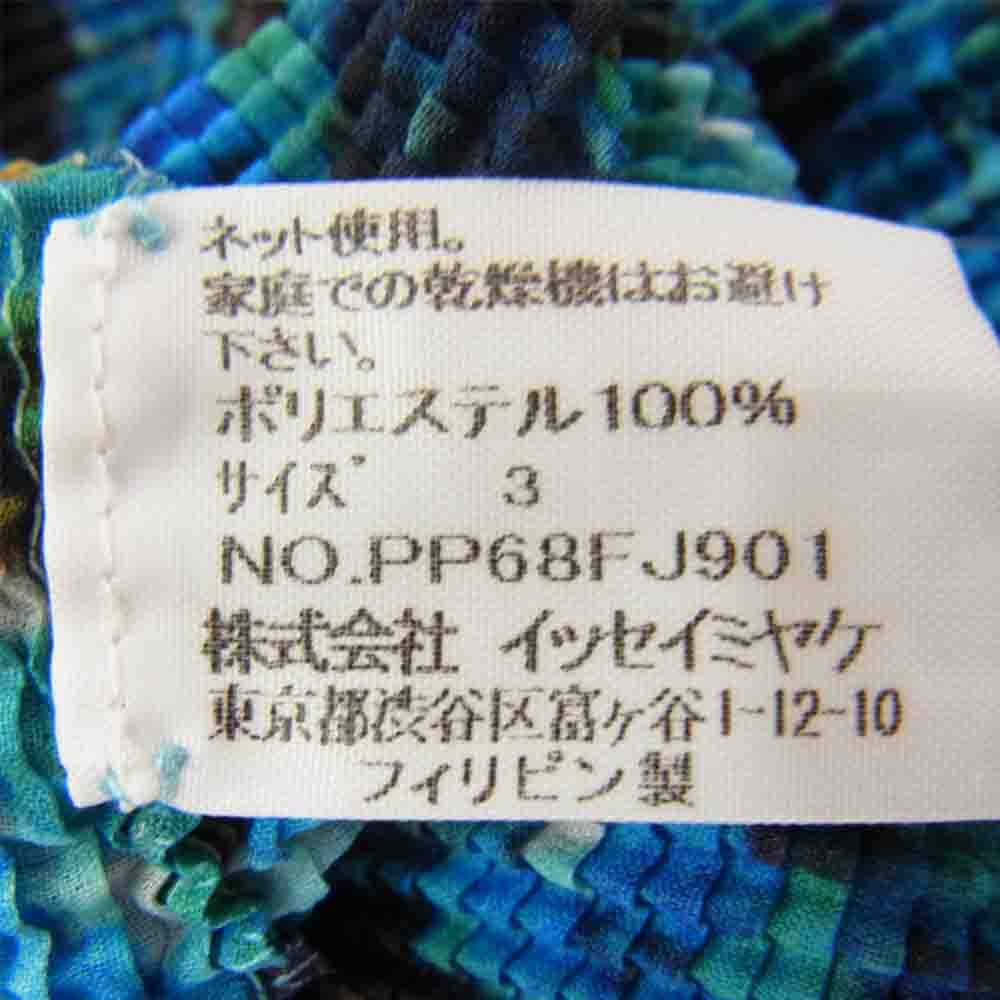 ネット使用。
家庭での乾燥機はお避け
下さい。
ポリエステル100%
サイズ 3
NO.PP68FJ901
株式会社 イッセイミヤケ
東京都渋谷区富ヶ谷1-12-10
フィリピン製